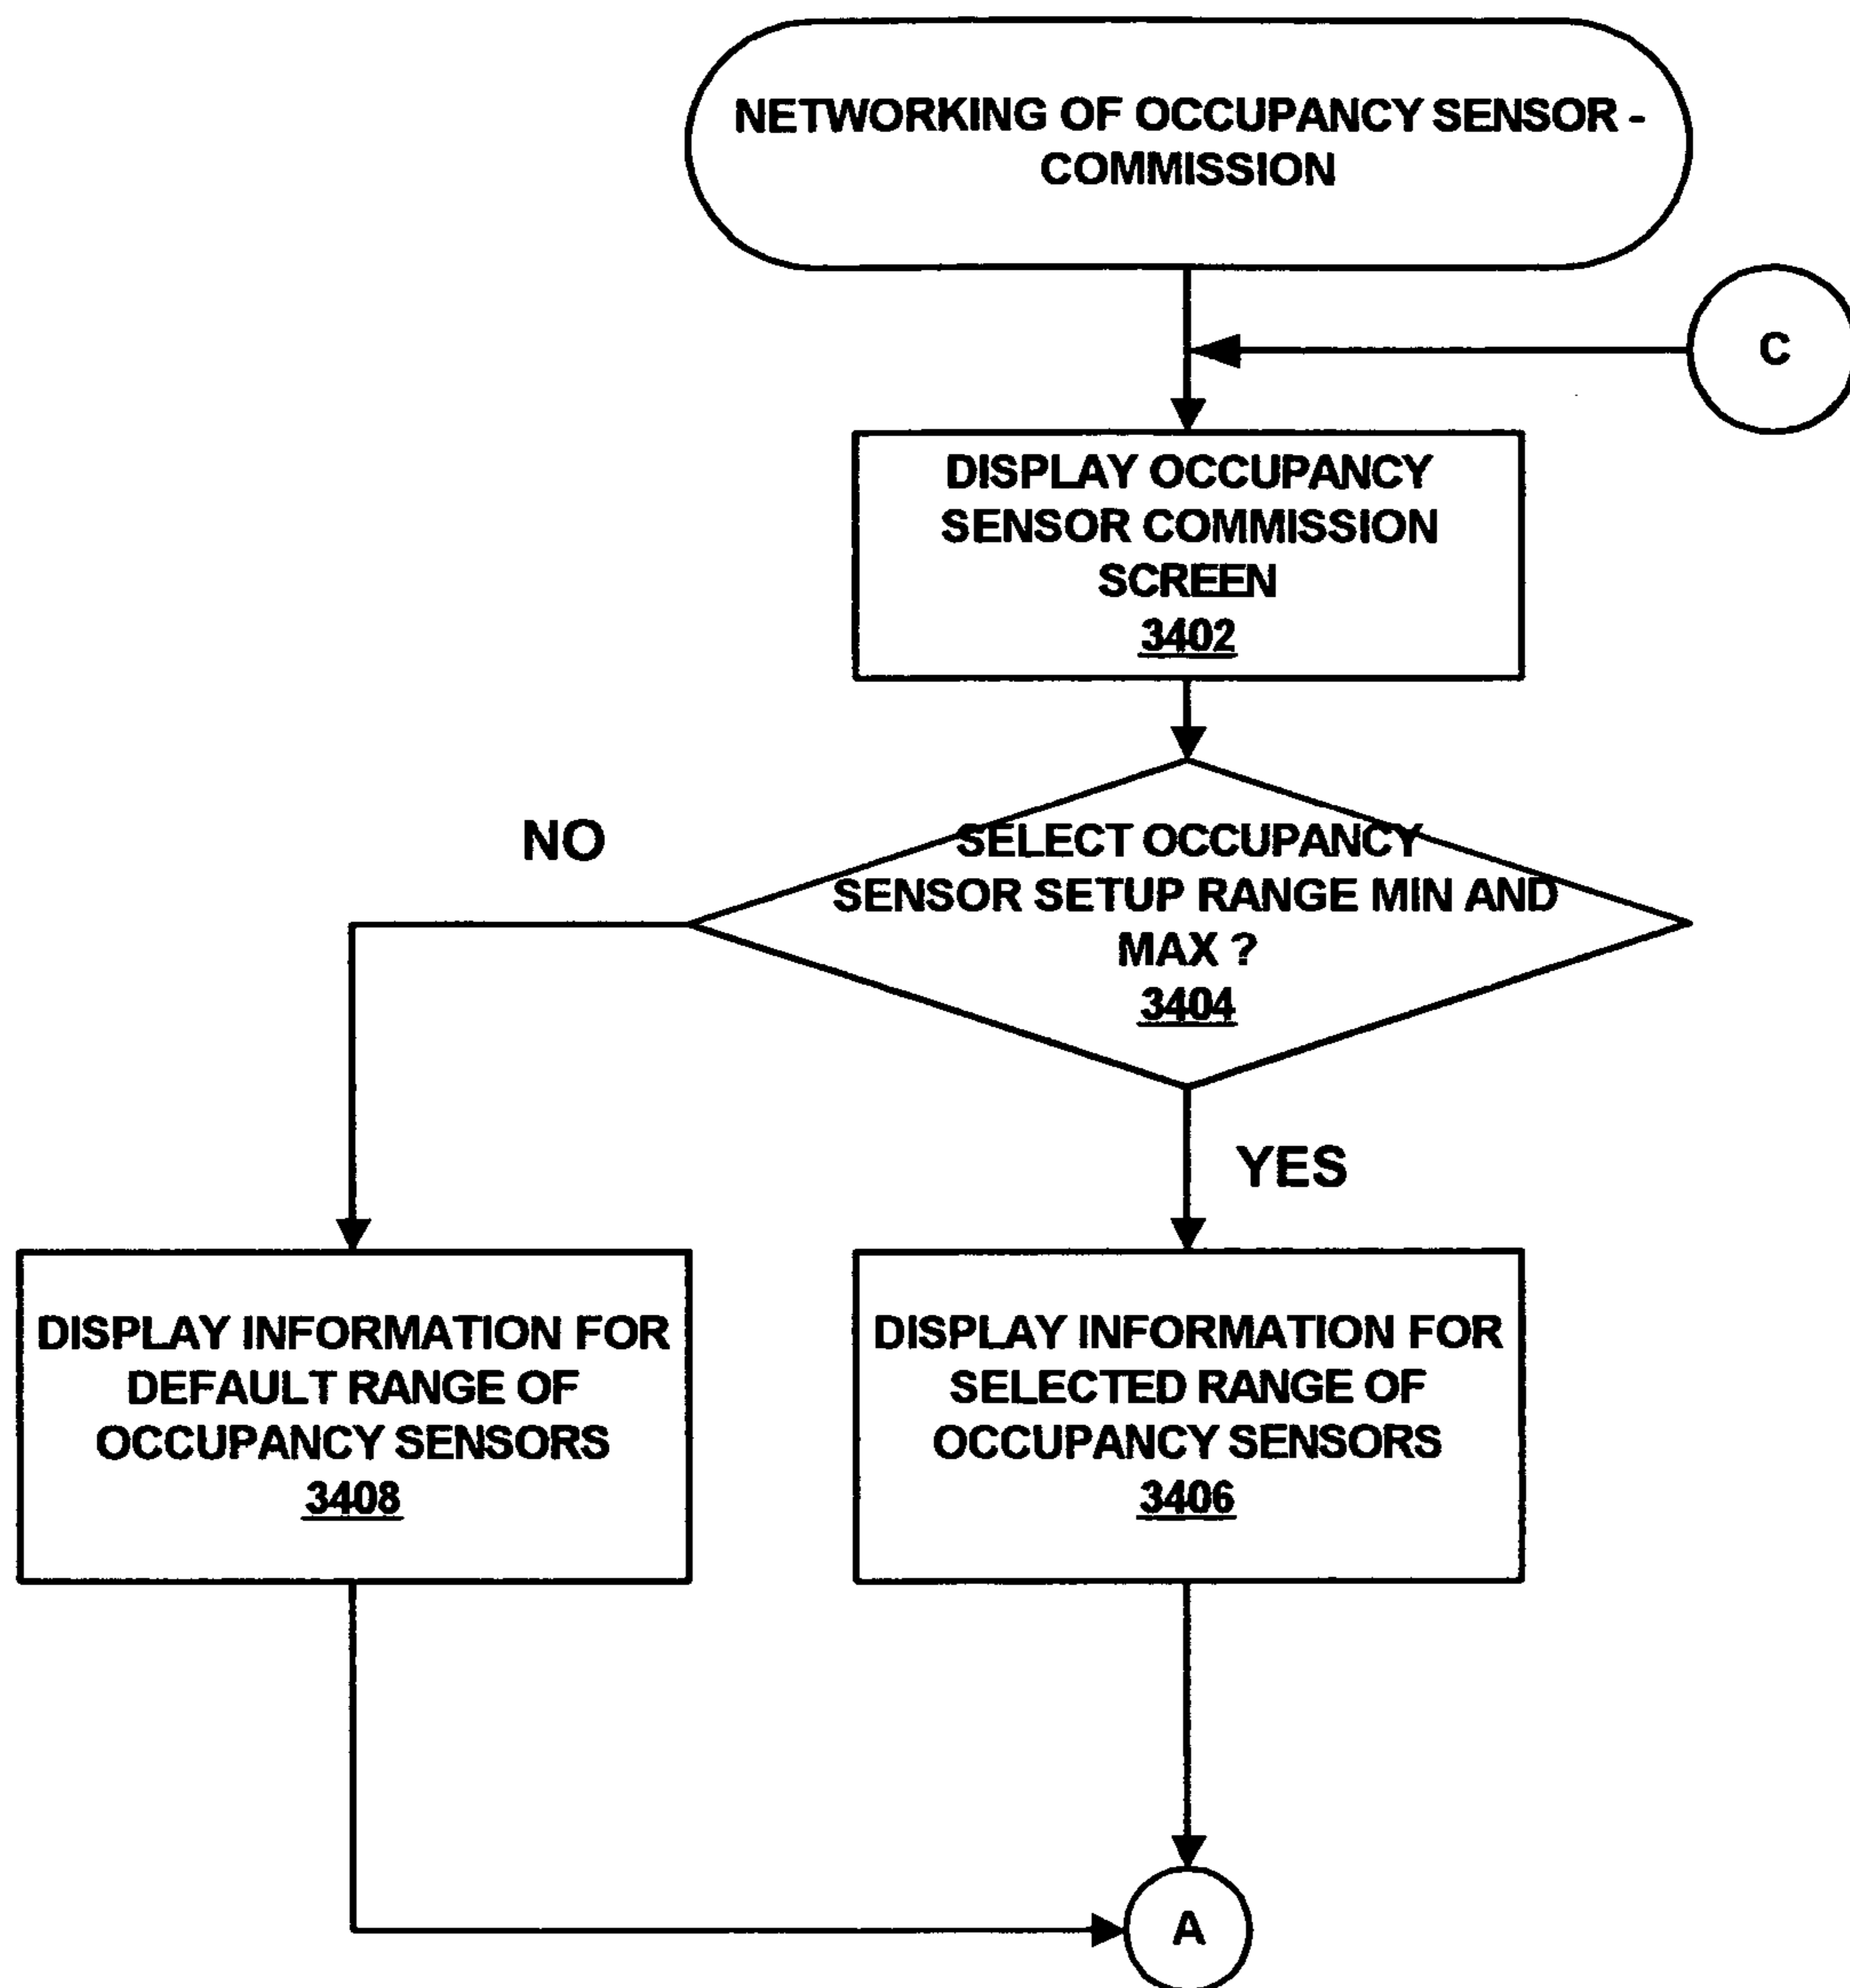 NETWORKING OF OCCUPANCY SENSOR -
COMMISSION
C
DISPLAY OCCUPANCY
SENSOR COMMISSION
SCREEN
3402
NO
SELECT OCCUPANCY
SENSOR SETUP RANGE MIN AND
MAX ?
3404
YES
DISPLAY INFORMATION FOR
DEFAULT RANGE OF
OCCUPANCY SENSORS
3408
DISPLAY INFORMATION FOR
SELECTED RANGE OF
OCCUPANCY SENSORS
3406
A